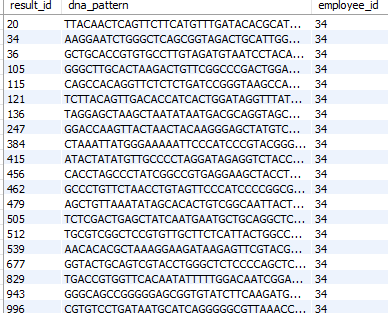 result_id dna_pattern employee_id
20 TTACAACTCAGTTCTTCATGTTTGATACACGCAT... 34
34 AAGGAATCTGGGCTCAGCGGTAGACTGCATTGG... 34
36 GCTGCACCGTGTGCCTTGTAGATGTAATCCTACA... 34
105 GGGCTTGCACTAAGACTGTTCGGCCCGACTGGA... 34
115 CAGCCACAGGTTCTCTCTGATCCGGGTAAGCCA... 34
121 TCTTACAGTTGACACCATCACTGGATAGGTTTAT... 34
136 TAGGAGCTAAGCTAATATAATGACGCAGGTAGC... 34
247 GGACCAAGTTACTAACTACAAGGGAGCTATGTC... 34
384 CTAAATTATGGGAAAAATTCCCATCCCGTACGGG... 34
415 ATACTATATGTTGCCCCTAGGATAGAGGTCTACC... 34
456 CACCTAGCCCTATCGGCCGTGAGGAAGCTACCT... 34
462 GCCCTGTTCTAACCTGTAGTTCCCATCCCCGGCG... 34
479 AGCTGTTAAATATAGCACACTGTCGGCAATTACT... 34
505 TCTCGACTGAGCTATCAATGAATGCTGCAGGCTC... 34
512 TGCGTCGGCTCCGTGTTGCTTCTCATTACTGGCC... 34
539 AACACACGCTAAAGGAAGATAAGAGTTCGTACG... 34
677 GGTACTGCAGTCGTACCTGGGCTCTCCCCAGCTC... 34
829 TGACCGTGGTTCACAATATTTTTGGACAATCGGA... 34
943 GGGCAGCCGGGGGAGCGGTGTATCTTCAAGATG... 34
996 CGTGTCCTGATAATGCATCAGGGGGCGTTAAACC... 34